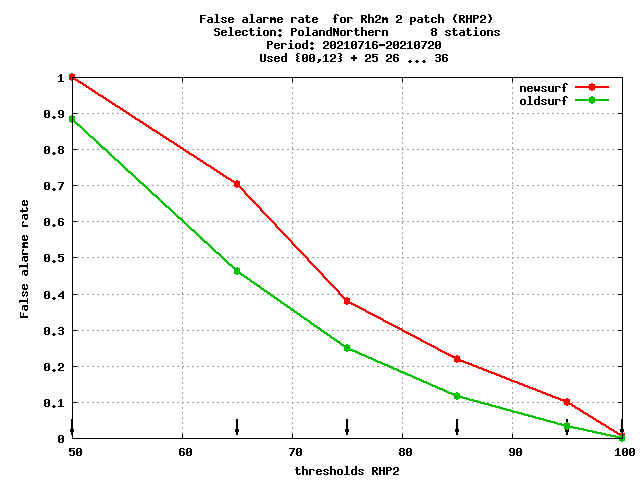 False alarme rate  for Rh2m 2 patch (RHP2)
Selection: PolandNorthern      8 stations
Period: 20210716-20210720
Used {00,12} + 25 26 ... 36
newsurf
oldsurf
1
0.9
0.8
0.7
0.6
0.5
0.4
0.3
0.2
0.1
0
False alarme rate
50 60 70 80 90 100
thresholds RHP2